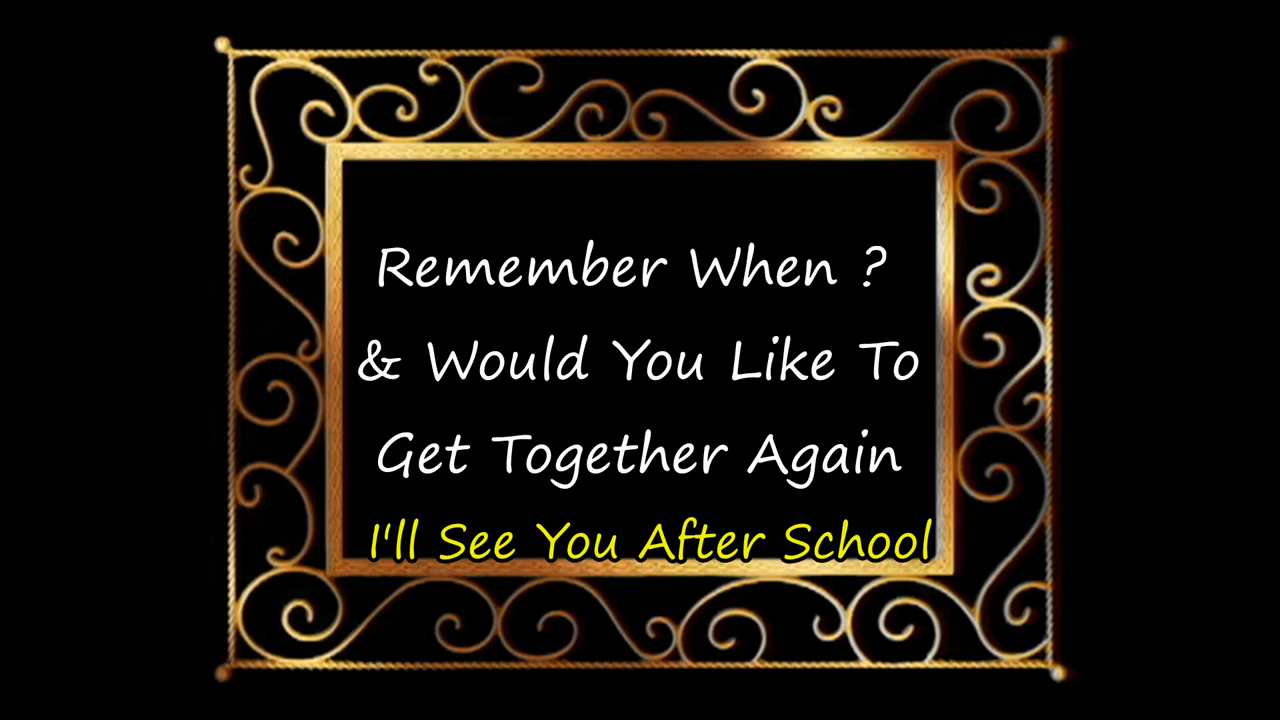 Remember When ?
& Would You Like To
Get Together Again
I'll See You After School